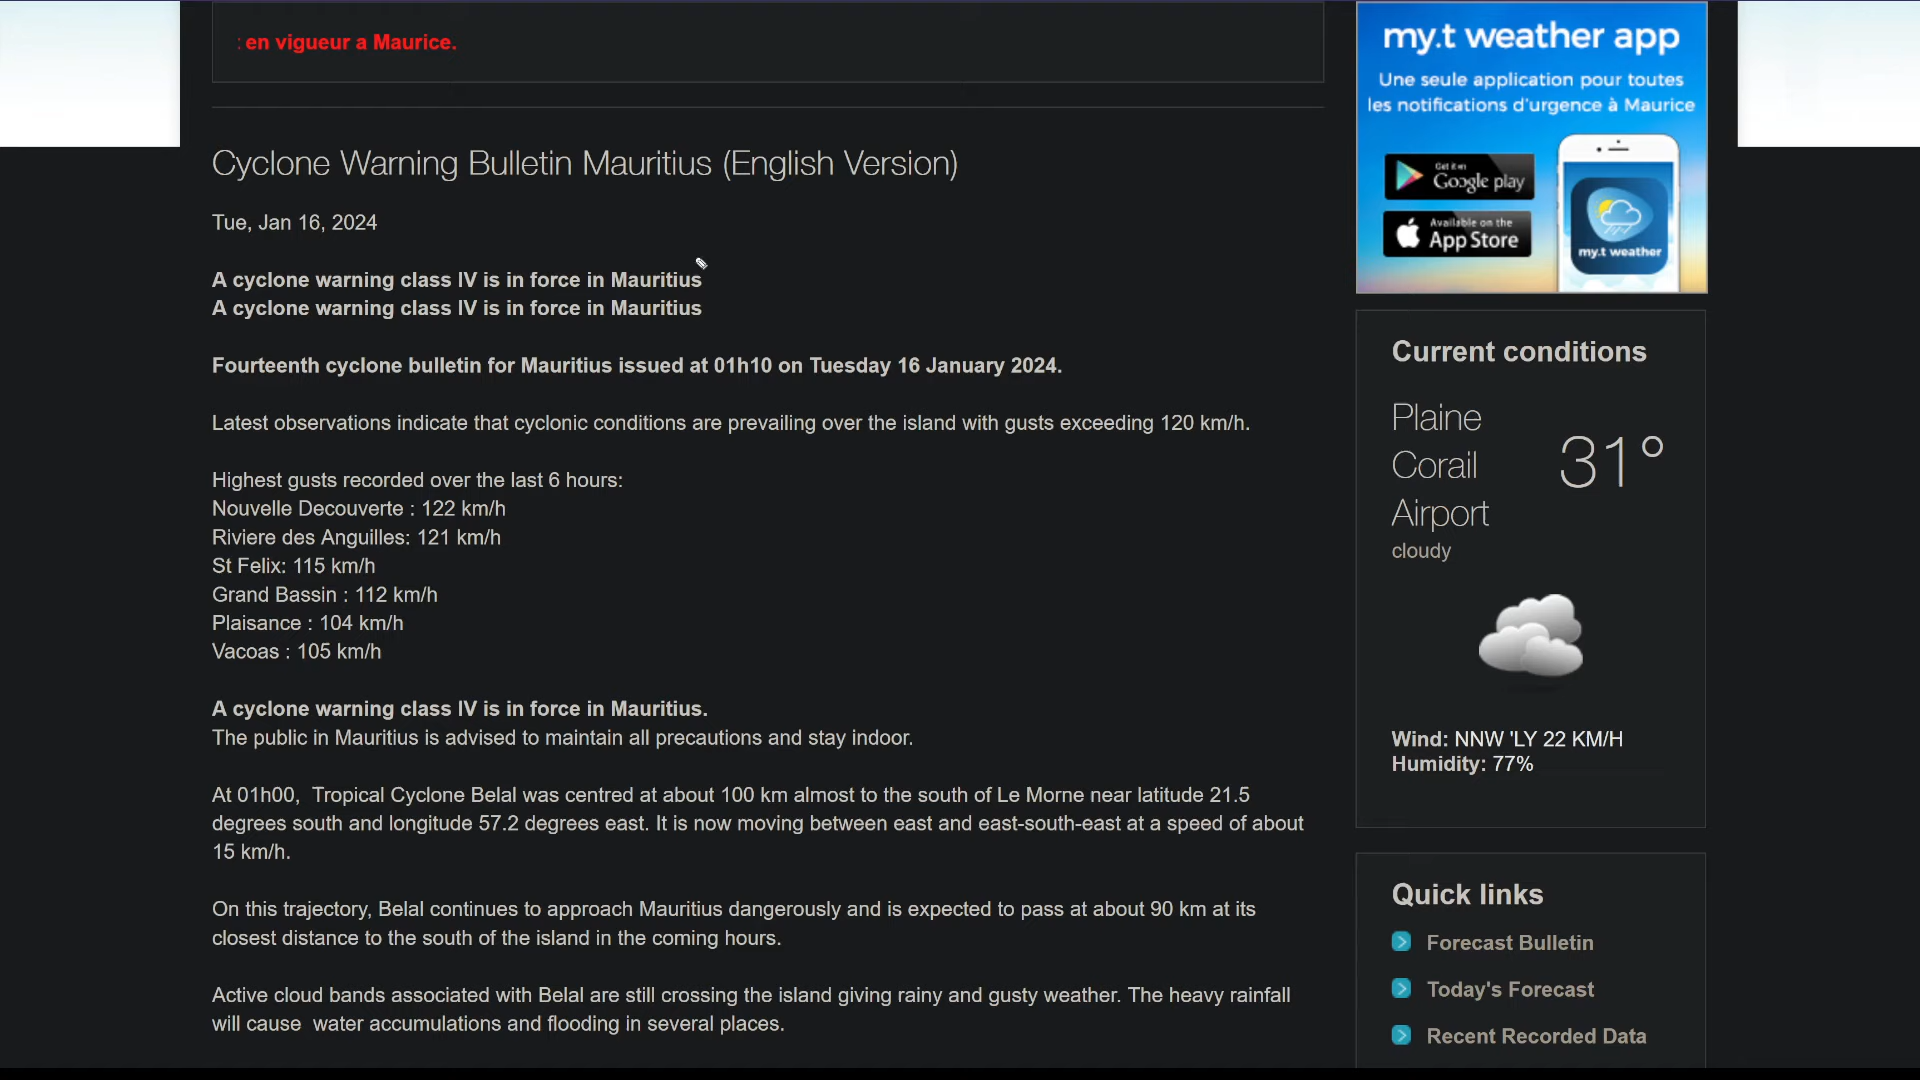 : en vigueur a Maurice.
Cyclone Warning Bulletin Mauritius (English Version)
Tue, Jan 16, 2024
A cyclone warning class IV is in force in Mauritius
A cyclone warning class IV is in force in Mauritius
Fourteenth cyclone bulletin for Mauritius issued at 01h10 on Tuesday 16 January 2024.
Latest observations indicate that cyclonic conditions are prevailing over the island with gusts exceeding 120 km/h.
Highest gusts recorded over the last 6 hours:
Nouvelle Decouverte : 122 km/h
Riviere des Anguilles: 121 km/h
St Felix: 115 km/h
Grand Bassin : 112 km/h
Plaisance : 104 km/h
Vacoas : 105 km/h
A cyclone warning class IV is in force in Mauritius.
The public in Mauritius is advised to maintain all precautions and stay indoor.
At 01h00,  Tropical Cyclone Belal was centred at about 100 km almost to the south of Le Morne near latitude 21.5
degrees south and longitude 57.2 degrees east. It is now moving between east and east-south-east at a speed of about
15 km/h.
On this trajectory, Belal continues to approach Mauritius dangerously and is expected to pass at about 90 km at its
closest distance to the south of the island in the coming hours.
Active cloud bands associated with Belal are still crossing the island giving rainy and gusty weather. The heavy rainfall
will cause  water accumulations and flooding in several places.
my.t weather app
Une seule application pour toutes
les notifications d'urgence à Maurice
Get it on
Google play
Available on the
App Store
my.t weather
Current conditions
Plaine
Corail
Airport
31°
cloudy
Wind: NNW 'LY 22 KM/H
Humidity: 77%
Quick links
Forecast Bulletin
Today's Forecast
Recent Recorded Data